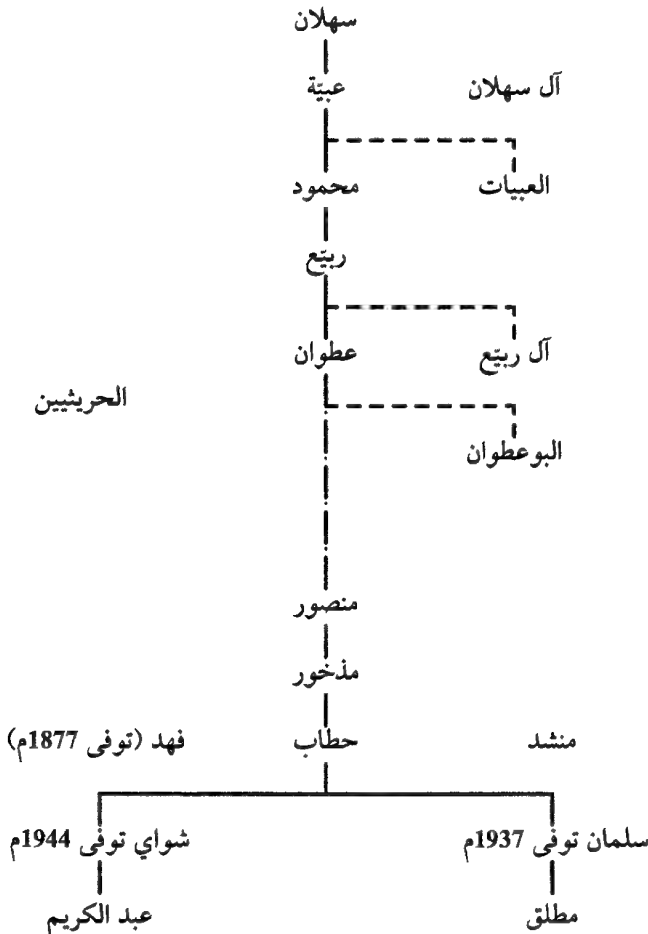 سهلان
آل سهلان عبيّة
العبيات محمود
ربيّع
آل ربيّع عطوان
الحريثيين
البوعطوان
منصور
مذخور
منشد حطاب فهد (توفى 1877م)
سلمان توفى 1937م شواي توفى 1944م
مطلق عبد الكريم